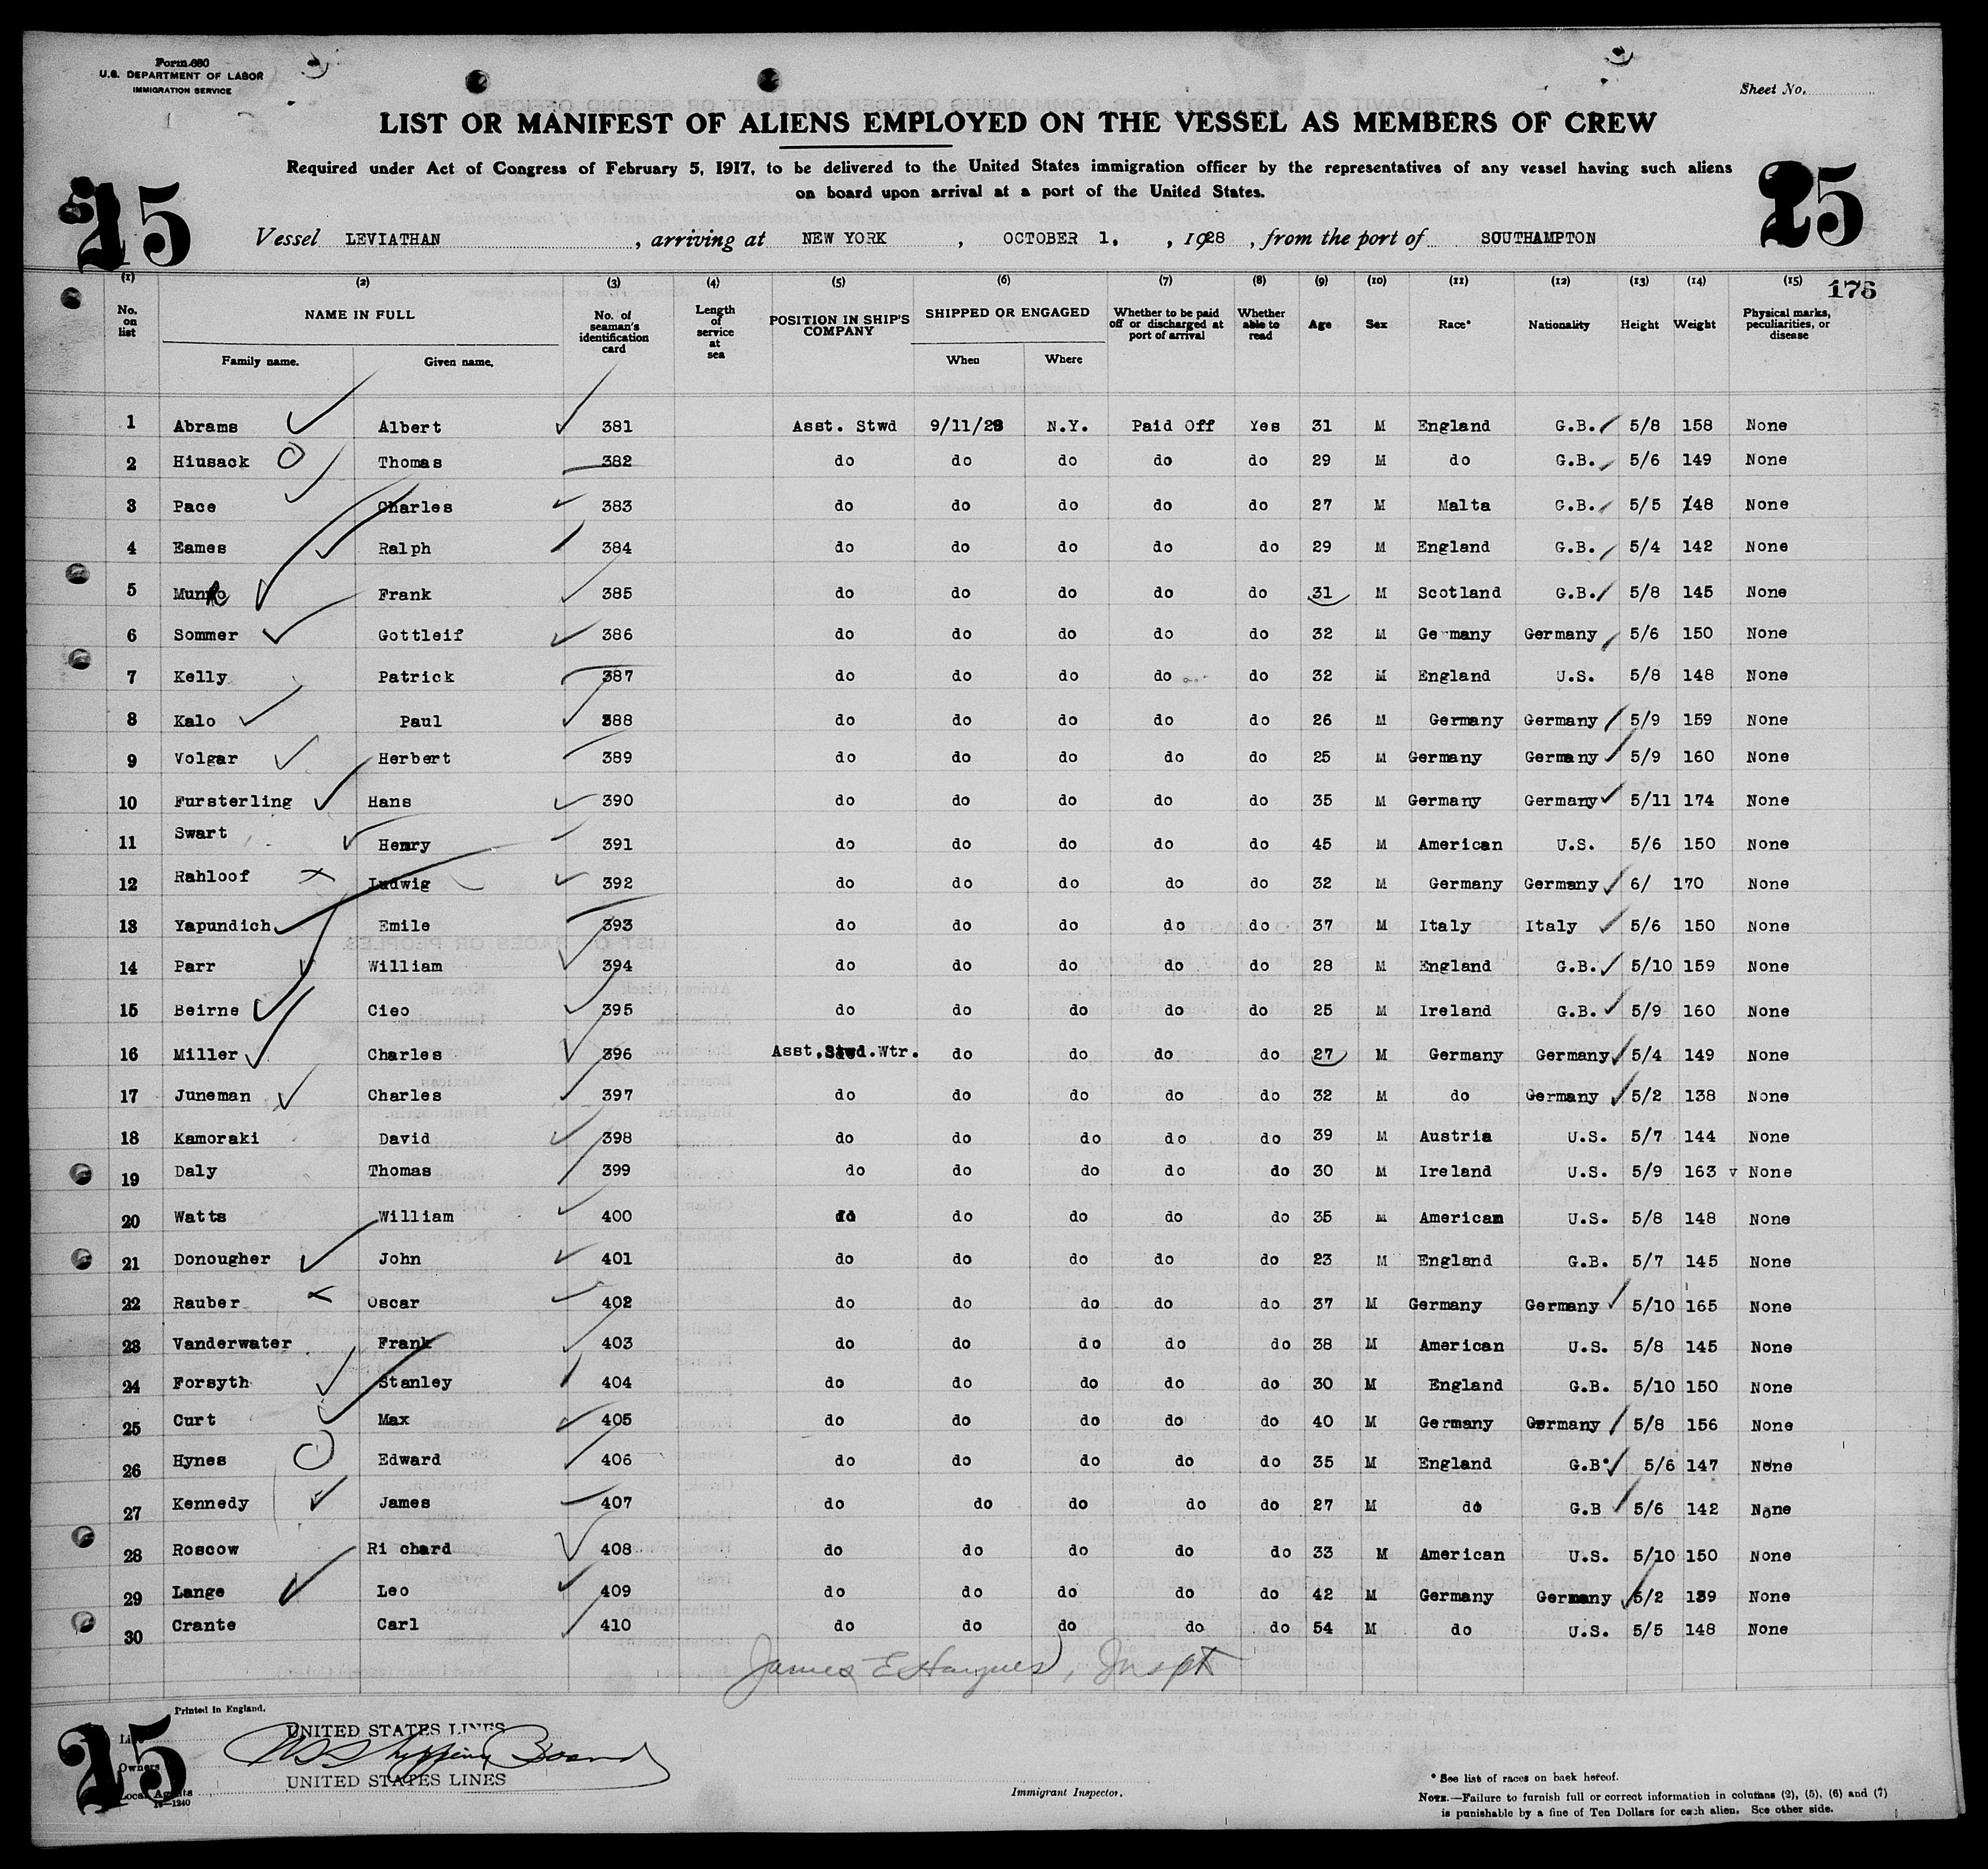 Form 680
U.S. DEPARTMENT OF LABOR
IMMIGRATION SERVICE
Sheet No.
LIST OR MANIFEST OF ALIENS EMPLOYED ON THE VESSEL AS MEMBERS OF CREW
Required under Act of Congress of February 5, 1917, to be delivered to the United States immigration officer by the representatives of any vessel having such aliens
on board upon arrival at a port of the United States.
15 25
Vessel LEVIATHAN , arriving at NEW YORK , OCTOBER 1. , 1928 , from the port of SOUTHAMPTON
176
(1) (2) (3) (4) (5) (6) (7) (8) (9) (10) (11) (12) (13) (14) (15)
No. on list NAME IN FULL Family name. Given name. No. of seaman's identification card Length of service at sea POSITION IN SHIP'S COMPANY SHIPPED OR ENGAGED When Where Whether to be paid off or discharged at port of arrival Whether able to read Age Sex Race* Nationality Height Weight Physical marks, peculiarities, or disease
1 Abrams Albert 381 Asst. Stwd 9/11/28 N.Y. Paid Off Yes 31 M England G.B. 5/8 158 None
2 Hiusack Thomas 382 do do do do do 29 M do G.B. 5/6 149 None
3 Pace Charles 383 do do do do do 27 M Malta G.B. 5/5 148 None
4 Eames Ralph 384 do do do do do 29 M England G.B. 5/4 142 None
5 Frank 385 do do do do do 31 M Scotland G.B. 5/8 145 None
6 Sommer Gottleif 386 do do do do do 32 M Germany Germany 5/6 150 None
7 Kelly Patrick 387 do do do do do 32 M England U.S. 5/8 148 None
8 Kalo Paul 388 do do do do do 26 M Germany Germany 5/9 159 None
9 Volgar Herbert 389 do do do do do 25 M Germany Germany 5/9 160 None
10 Fursterling Hans 390 do do do do do 35 M Germany Germany 5/11 174 None
11 Swart Henry 391 do do do do do 45 M American U.S. 5/6 150 None
12 Rahloof Ludwig 392 do do do do do 32 M Germany Germany 6/ 170 None
13 Yapundich Emile 393 do do do do do 37 M Italy Italy 5/6 150 None
14 Parr William 394 do do do do do 28 M England G.B. 5/10 159 None
15 Beirne Cieo 395 do do do do do 25 M Ireland G.B. 5/9 160 None
16 Miller Charles 396 Asst.Stwd.Wtr. do do do do 27 M Germany Germany 5/4 149 None
17 Juneman Charles 397 do do do do do 32 M do Germany 5/2 138 None
18 Kamoraki David 398 do do do do do 39 M Austria U.S. 5/7 144 None
19 Daly Thomas 399 do do do do do 30 M Ireland U.S. 5/9 163 v None
20 Watts William 400 do do do do do 35 M American U.S. 5/8 148 None
21 Donougher John 401 do do do do do 23 M England G.B. 5/7 145 None
22 Rauber Oscar 402 do do do do do 37 M Germany Germany 5/10 165 None
23 Vanderwater Frank 403 do do do do do 38 M American U.S. 5/8 145 None
24 Forsyth Stanley 404 do do do do do 30 M England G.B. 5/10 150 None
25 Curt Max 405 do do do do do 40 M Germany Germany 5/8 156 None
26 Hynes Edward 406 do do do do do 35 M England G.B. 5/6 147 None
27 Kennedy James 407 do do do do do 27 M do G.B 5/6 142 None
28 Roscow Ri chard 408 do do do do do 33 M American U.S. 5/10 150 None
29 Lange Leo 409 do do do do do 42 M Germany Germany 5/2 139 None
30 Crante Carl 410 do do do do do 54 M do U.S. 5/5 148 None
James E Hargues, Inspt
Printed in England.
UNITED STATES LINES
Owners U S Shipping Board
Local Agents UNITED STATES LINES
16—1240
15
Immigrant Inspector.
* See list of races on back hereof.
NOTE.—Failure to furnish full or correct information in columns (2), (5), (6) and (7)
is punishable by a fine of Ten Dollars for each alien. See other side.